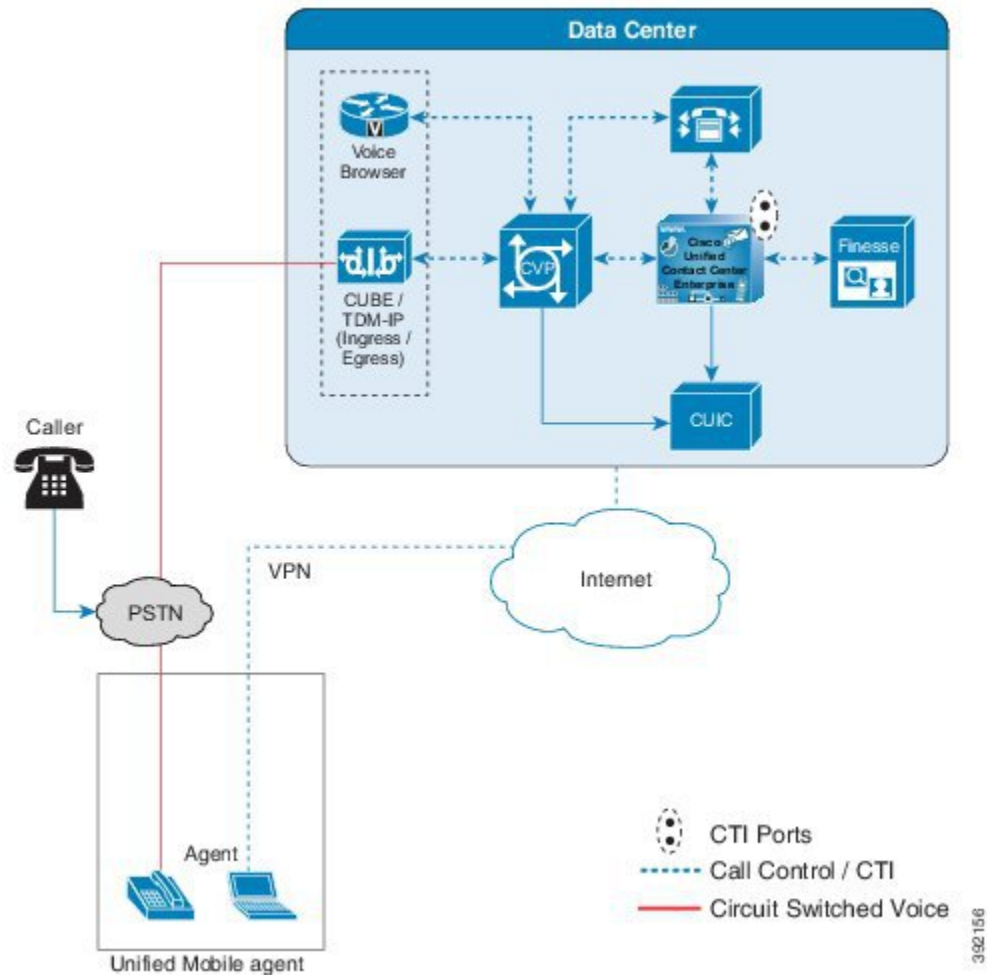 Data Center
V
Voice
Browser
CUBE /
TDM-IP
(Ingress /
Egress)
CVP
Cisco
Unified
Contact Center
Enterprise
Finesse
CUIC
Caller
PSTN
VPN
Internet
Agent
Unified Mobile agent
CTI Ports
Call Control / CTI
Circuit Switched Voice
392156